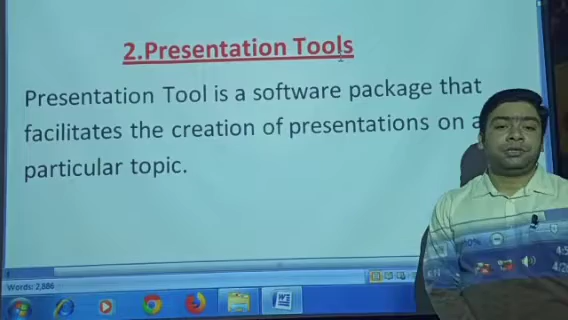 2.Presentation Tools
Presentation Tool is a software package that
facilitates the creation of presentations on a
particular topic.
Words: 2,886